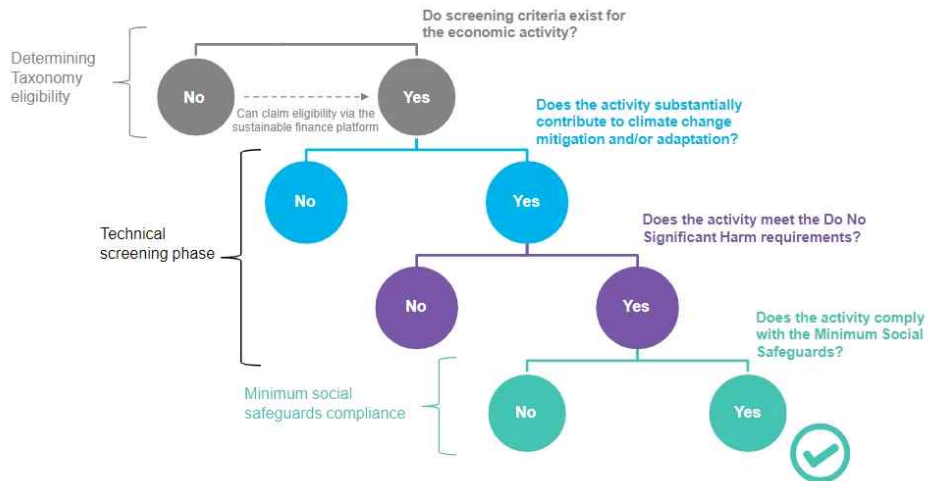 Do screening criteria exist for
the economic activity?
Determining
Taxonomy
eligibility
No
Yes
Can claim eligibility via the
sustainable finance platform
Does the activity substantially
contribute to climate change
mitigation and/or adaptation?
No
Yes
Technical
screening phase
Does the activity meet the Do No
Significant Harm requirements?
No
Yes
Does the activity comply
with the Minimum Social
Safeguards?
Minimum social
safeguards compliance
No
Yes